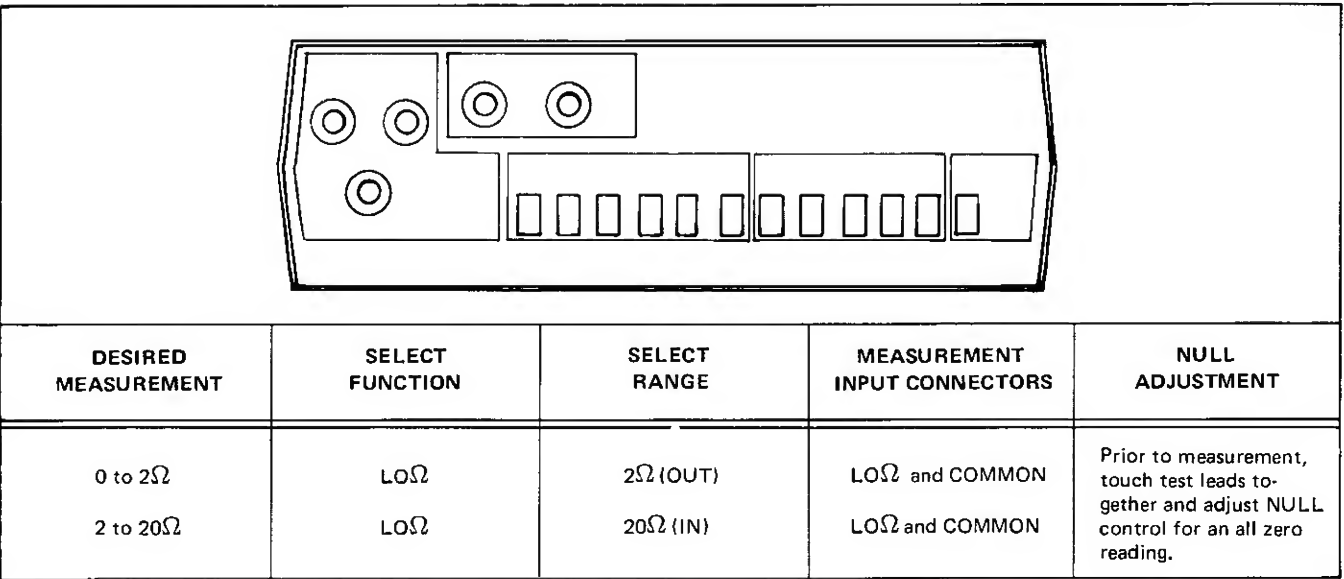 DESIRED
MEASUREMENT
SELECT
FUNCTION
SELECT
RANGE
MEASUREMENT
INPUT CONNECTORS
NULL
ADJUSTMENT
0 to 2Ω
LOΩ
2Ω (OUT)
LOΩ and COMMON
2 to 20Ω
LOΩ
20Ω (IN)
LOΩ and COMMON
Prior to measurement,
touch test leads to-
gether and adjust NULL
control for an all zero
reading.